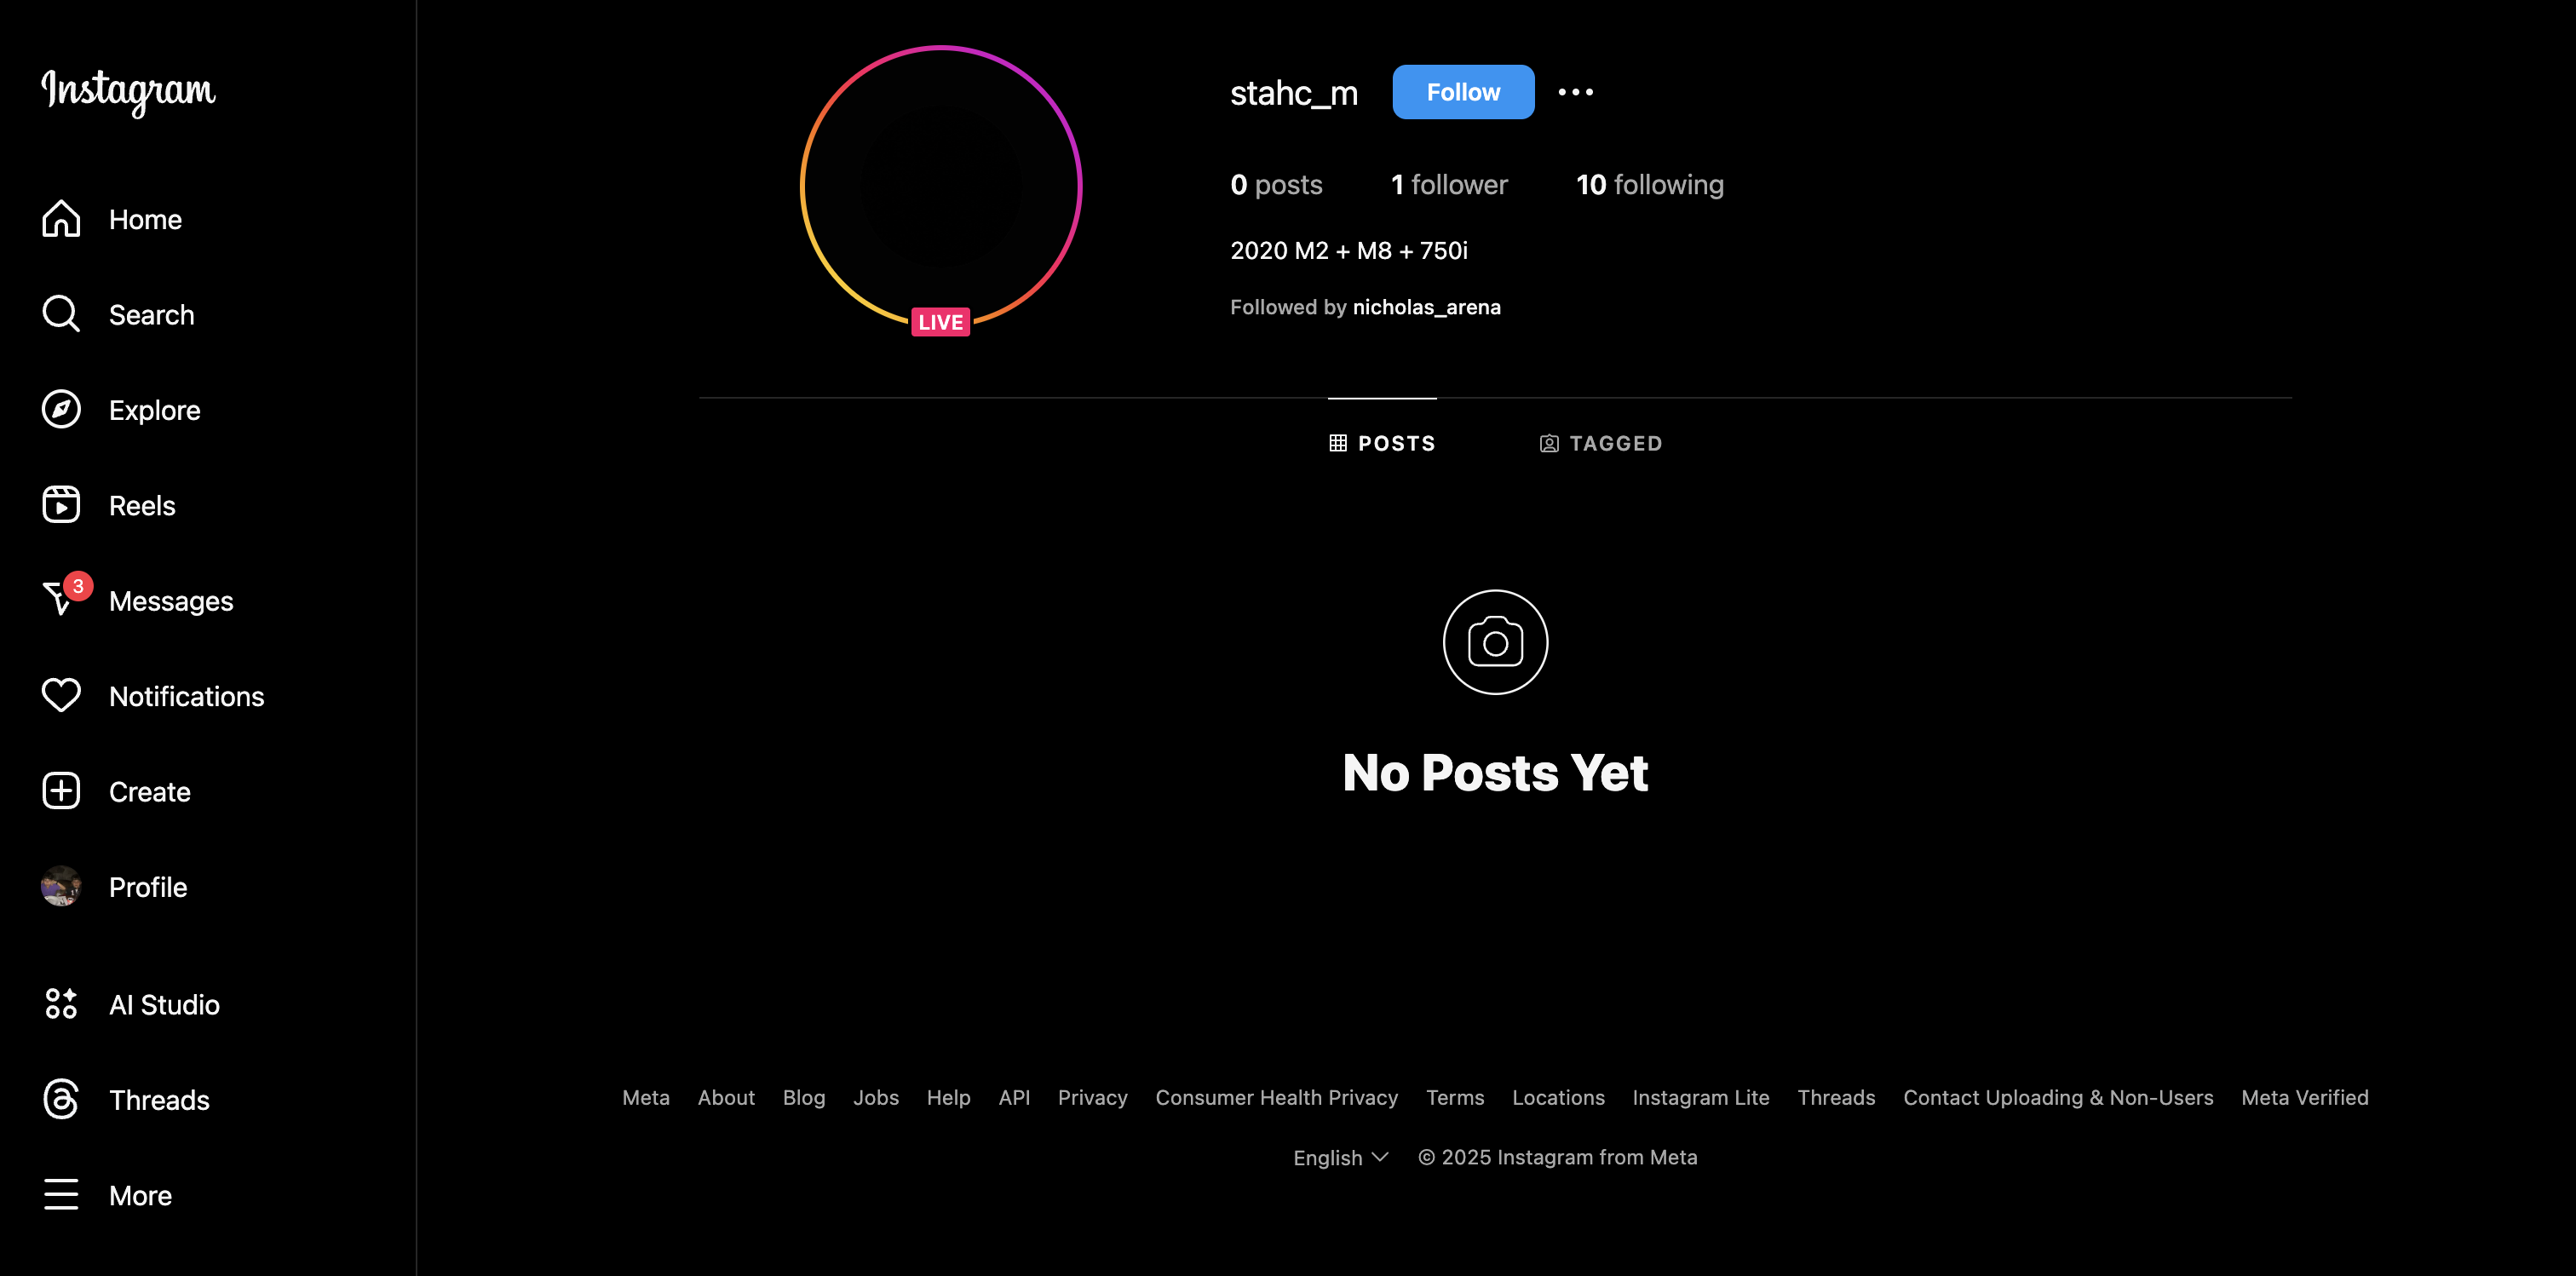 Instagram
Home
Search
Explore
Reels
3
Messages
Notifications
Create
Profile
AI Studio
Threads
More
LIVE
stahc_m
Follow
0 posts 1 follower 10 following
2020 M2 + M8 + 750i
Followed by nicholas_arena
POSTS TAGGED
No Posts Yet
Meta About Blog Jobs Help API Privacy Consumer Health Privacy Terms Locations Instagram Lite Threads Contact Uploading & Non-Users Meta Verified
English © 2025 Instagram from Meta